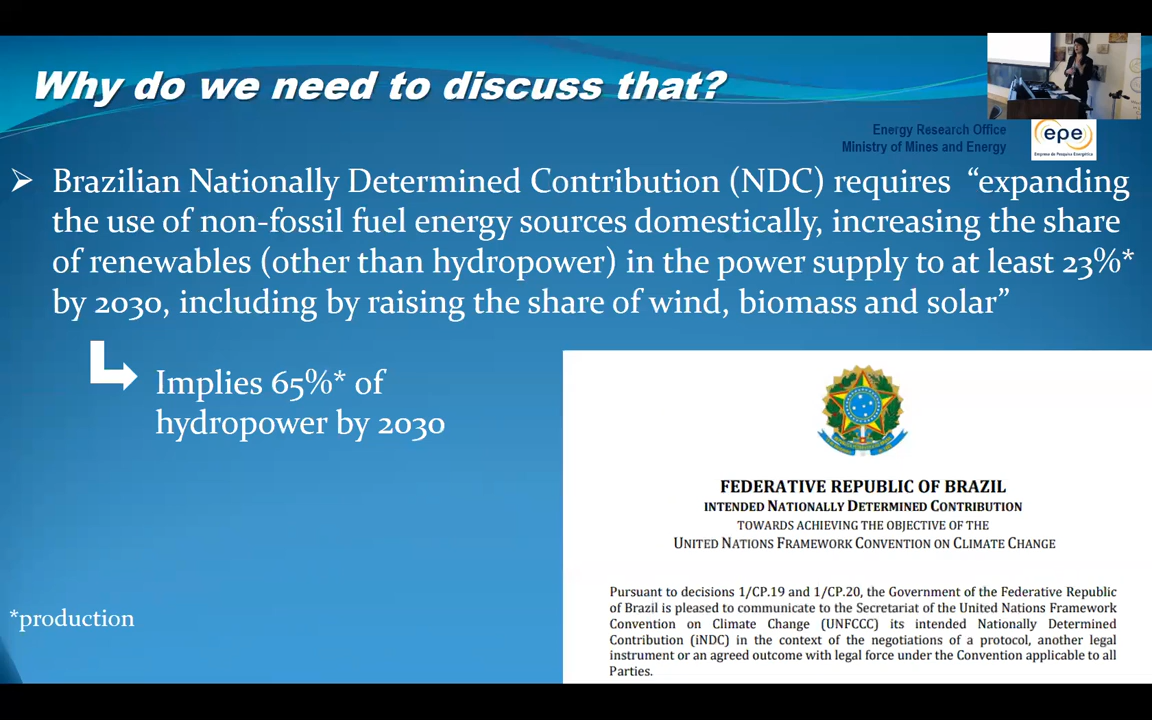 Why do we need to discuss that?
Energy Research Office
Ministry of Mines and Energy
epe
Empresa de Pesquisa Energética
Brazilian Nationally Determined Contribution (NDC) requires “expanding
the use of non-fossil fuel energy sources domestically, increasing the share
of renewables (other than hydropower) in the power supply to at least 23%*
by 2030, including by raising the share of wind, biomass and solar”
Implies 65%* of
hydropower by 2030
*production
FEDERATIVE REPUBLIC OF BRAZIL
INTENDED NATIONALLY DETERMINED CONTRIBUTION
TOWARDS ACHIEVING THE OBJECTIVE OF THE
UNITED NATIONS FRAMEWORK CONVENTION ON CLIMATE CHANGE
Pursuant to decisions 1/CP.19 and 1/CP.20, the Government of the Federative Republic
of Brazil is pleased to communicate to the Secretariat of the United Nations Framework
Convention on Climate Change (UNFCCC) its intended Nationally Determined
Contribution (iNDC) in the context of the negotiations of a protocol, another legal
instrument or an agreed outcome with legal force under the Convention applicable to all
Parties.